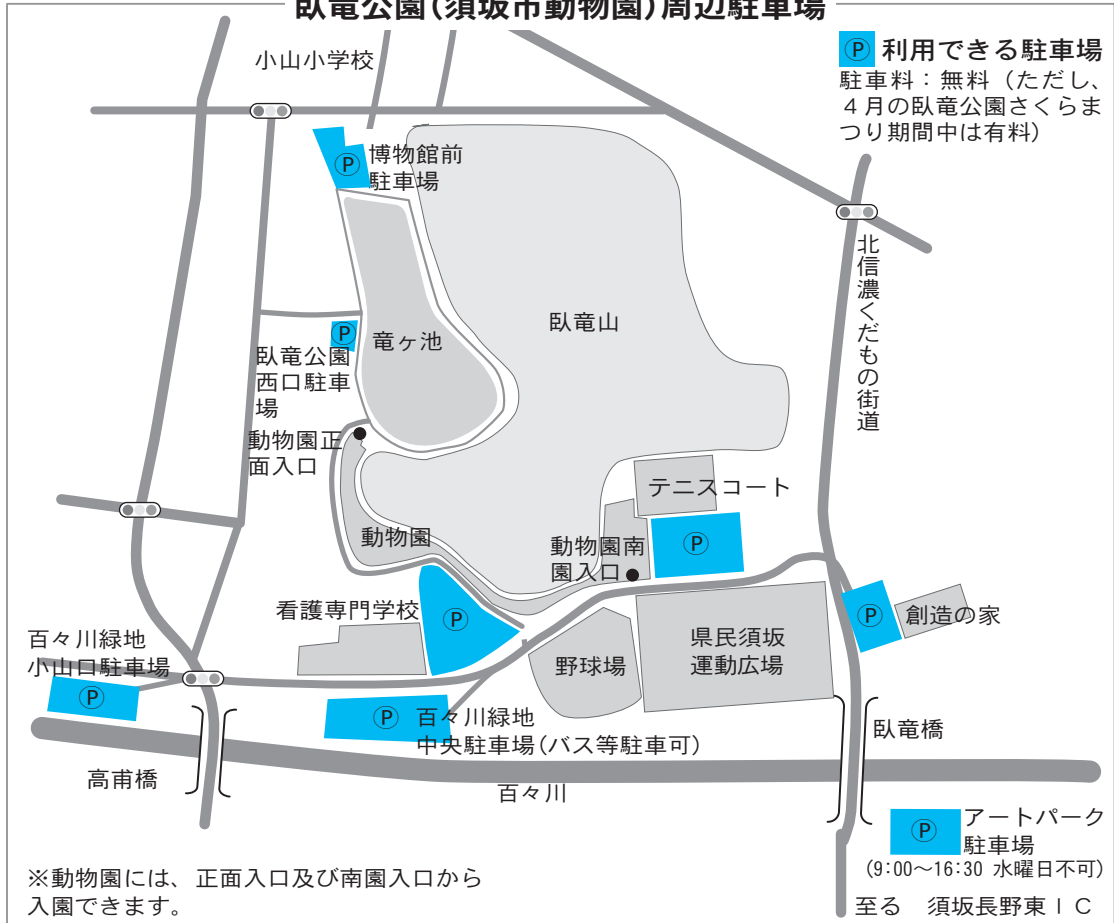 臥竜公園(須坂市動物園)周辺駐車場
小山小学校
Ⓟ 利用できる駐車場
駐車料：無料（ただし、
４月の臥竜公園さくらま
つり期間中は有料）
Ⓟ
博物館前
駐車場
北信濃くだもの街道
臥竜山
竜ヶ池
Ⓟ
臥竜公園
西口駐車
場
動物園正
面入口
テニスコート
動物園
動物園南
園入口
Ⓟ
看護専門学校
Ⓟ
Ⓟ
創造の家
百々川緑地
小山口駐車場
Ⓟ
県民須坂
運動広場
野球場
Ⓟ
百々川緑地
中央駐車場(バス等駐車可)
臥竜橋
高甫橋
百々川
Ⓟ
アートパーク
駐車場
(9:00～16:30 水曜日不可)
※動物園には、正面入口及び南園入口から
入園できます。
至る　須坂長野東ＩＣ